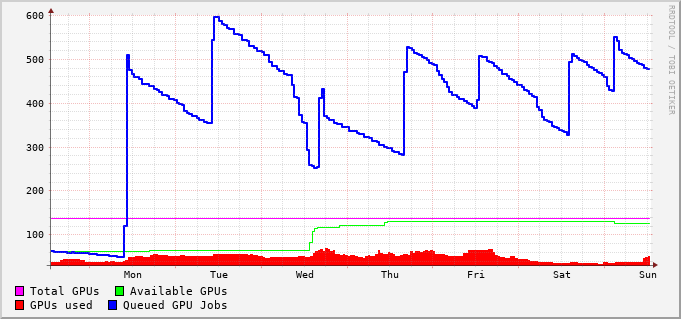 600
500
400
300
200
100
Mon Tue Wed Thu Fri Sat Sun
Total GPUs Available GPUs
GPUs used Queued GPU Jobs
RRDTOOL / TOBI OETIKER